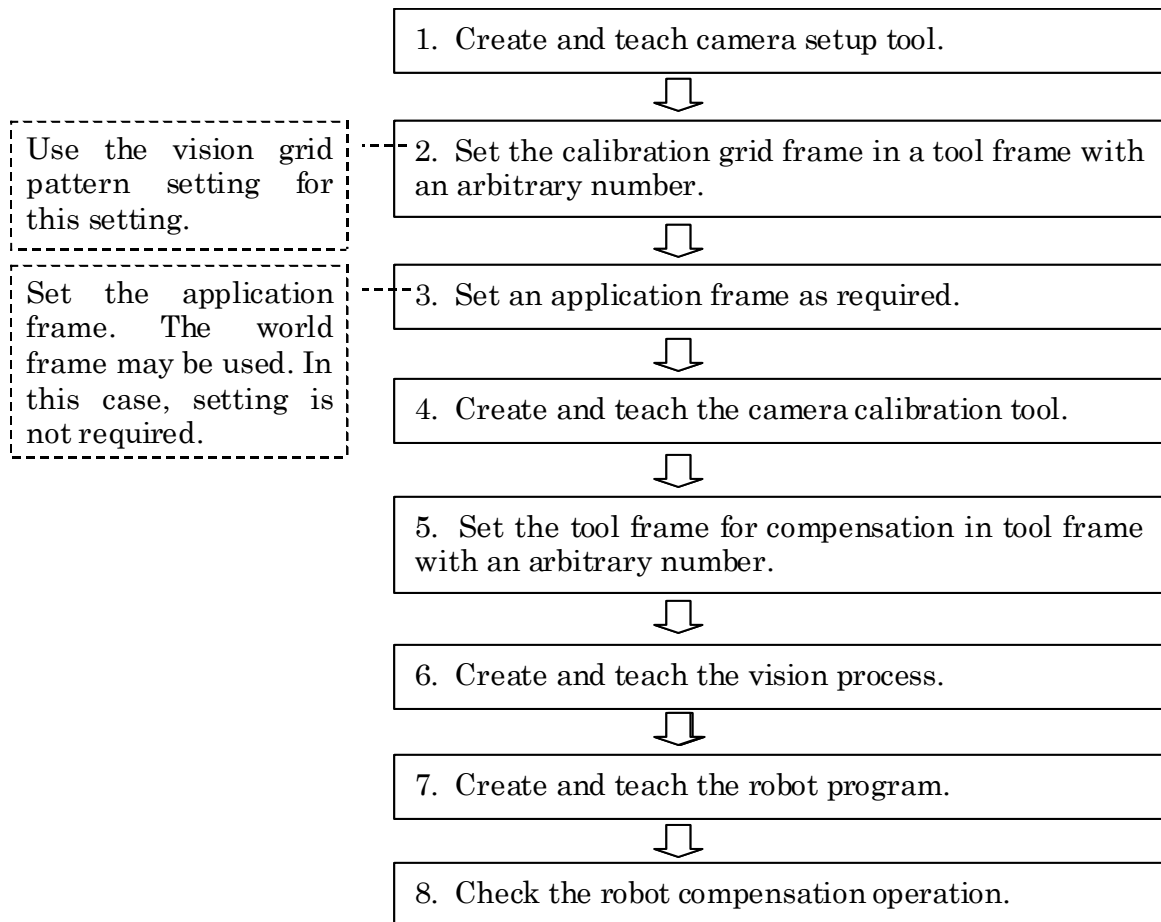 1. Create and teach camera setup tool.
Use the vision grid
pattern setting for
this setting.
2. Set the calibration grid frame in a tool frame with
an arbitrary number.
Set the application
frame. The world
frame may be used. In
this case, setting is
not required.
3. Set an application frame as required.
4. Create and teach the camera calibration tool.
5. Set the tool frame for compensation in tool frame
with an arbitrary number.
6. Create and teach the vision process.
7. Create and teach the robot program.
8. Check the robot compensation operation.